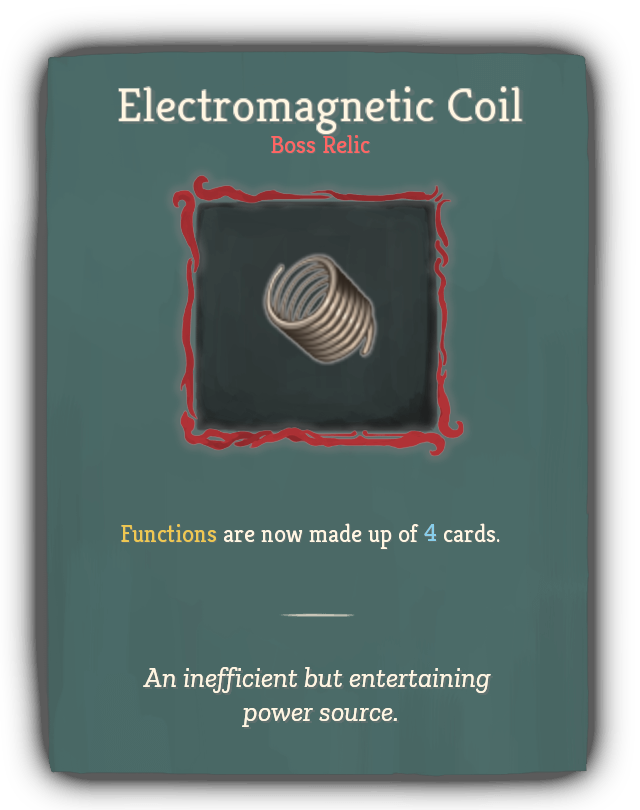 Electromagnetic Coil
Boss Relic
Functions are now made up of 4 cards.
An inefficient but entertaining
power source.